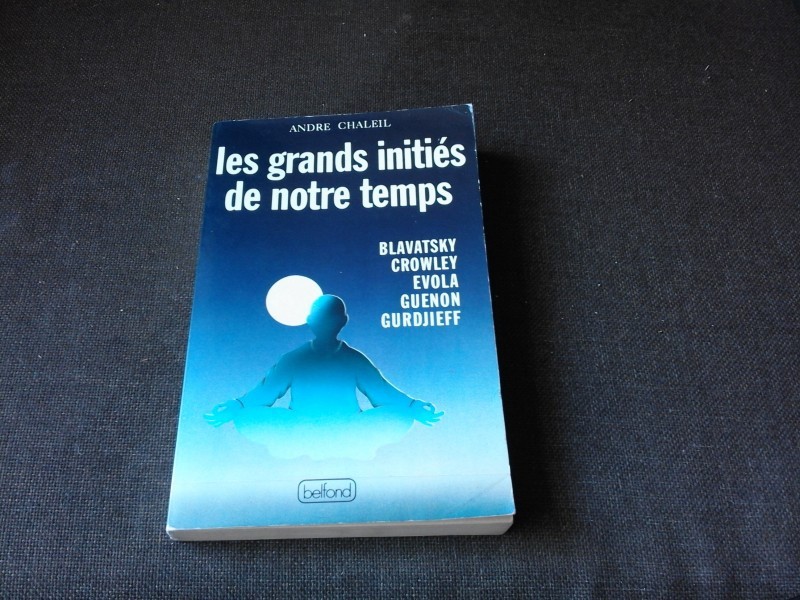 ANDRE CHALEIL
les grands initiés
de notre temps
BLAVATSKY
CROWLEY
EVOLA
GUENON
GURDJIEFF
belfond